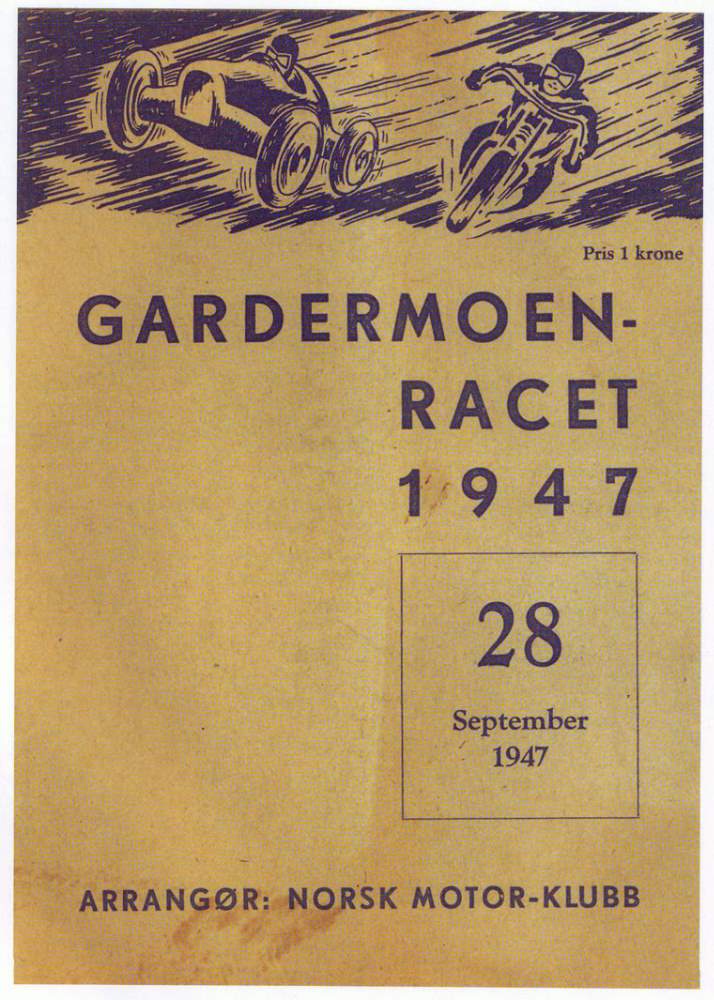 Pris 1 krone
GARDERMOEN-
RACET
1947
28
September
1947
ARRANGØR: NORSK MOTOR-KLUBB